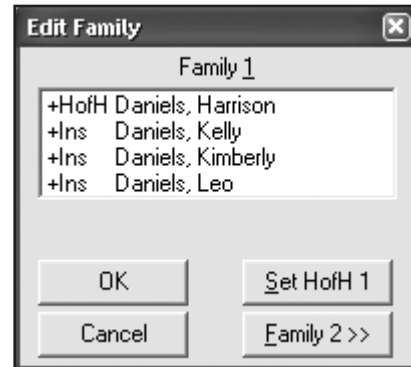 Edit Family
Family 1
+HofH Daniels, Harrison
+Ins Daniels, Kelly
+Ins Daniels, Kimberly
+Ins Daniels, Leo
OK Set HofH 1
Cancel Family 2 >>